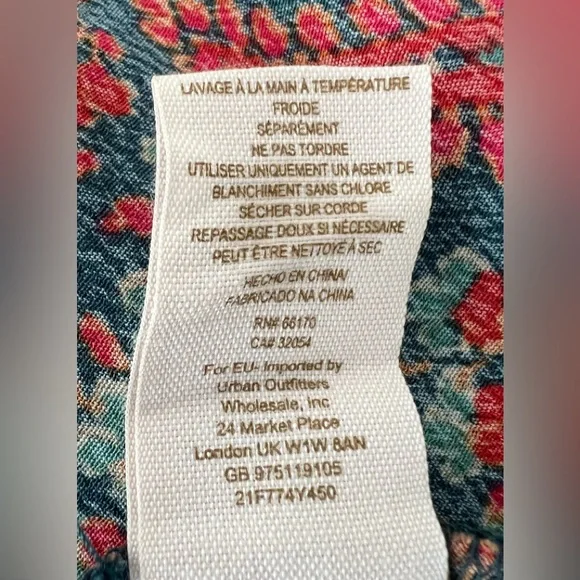 LAVAGE À LA MAIN À TEMPÉRATURE
FROIDE
SÉPARÉMENT
NE PAS TORDRE
UTILISER UNIQUEMENT UN AGENT DE
BLANCHIMENT SANS CHLORE
SÉCHER SUR CORDE
REPASSAGE DOUX SI NÉCESSAIRE
PEUT ÊTRE NETTOYÉ À SEC
HECHO EN CHINA/
FABRICADO NA CHINA
RN# 66170
CA# 32054
For EU- Imported by
Urban Outfitters
Wholesale, Inc
24 Market Place
London UK W1W 8AN
GB 975119105
21F774Y450